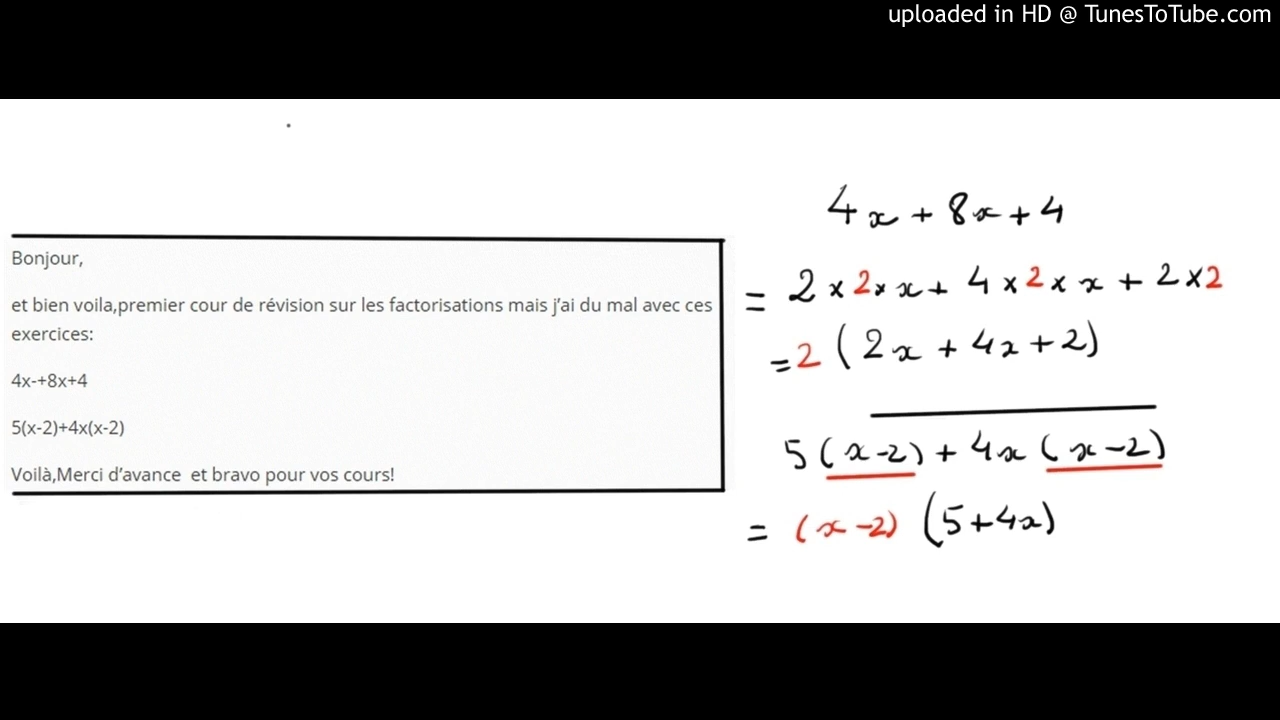 uploaded in HD @ TunesToTube.com
Bonjour,
et bien voila,premier cour de révision sur les factorisations mais j’ai du mal avec ces
exercices:
4x-+8x+4
5(x-2)+4x(x-2)
Voilà,Merci d’avance  et bravo pour vos cours!
4x + 8x + 4
= 2 × 2 × x + 4 × 2 × x + 2 × 2
= 2 (2x + 4x + 2)
5 (x-2) + 4x (x-2)
= (x-2) (5+4x)